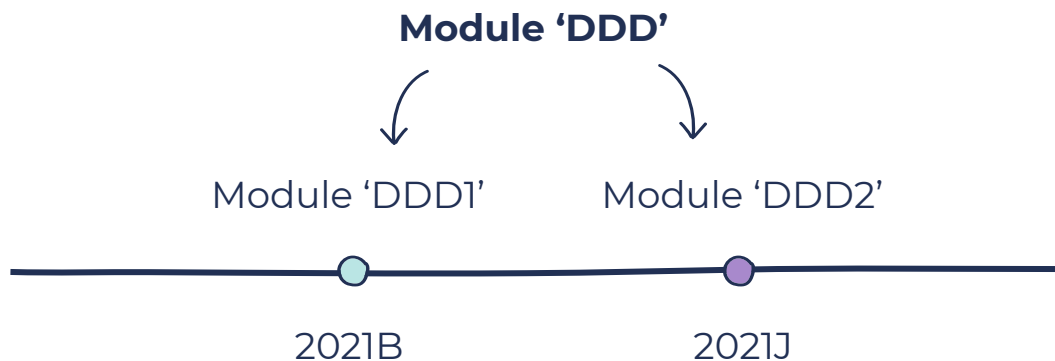 Module ‘DDD’
Module ‘DDD1’ Module ‘DDD2’
2021B 2021J